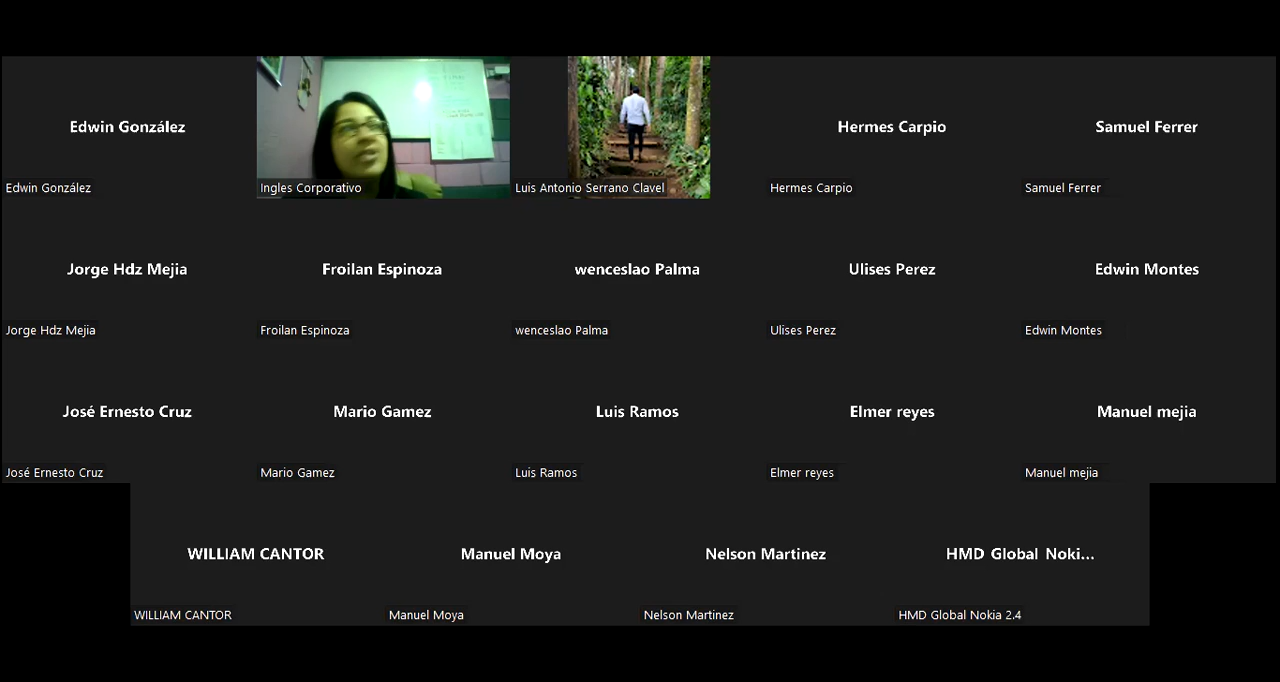 Edwin González
Edwin González
Ingles Corporativo
Luis Antonio Serrano Clavel
Hermes Carpio
Hermes Carpio
Samuel Ferrer
Samuel Ferrer
Jorge Hdz Mejia
Jorge Hdz Mejia
Froilan Espinoza
Froilan Espinoza
wenceslao Palma
wenceslao Palma
Ulises Perez
Ulises Perez
Edwin Montes
Edwin Montes
José Ernesto Cruz
José Ernesto Cruz
Mario Gamez
Mario Gamez
Luis Ramos
Luis Ramos
Elmer reyes
Elmer reyes
Manuel mejia
Manuel mejia
WILLIAM CANTOR
WILLIAM CANTOR
Manuel Moya
Manuel Moya
Nelson Martinez
Nelson Martinez
HMD Global Noki...
HMD Global Nokia 2.4